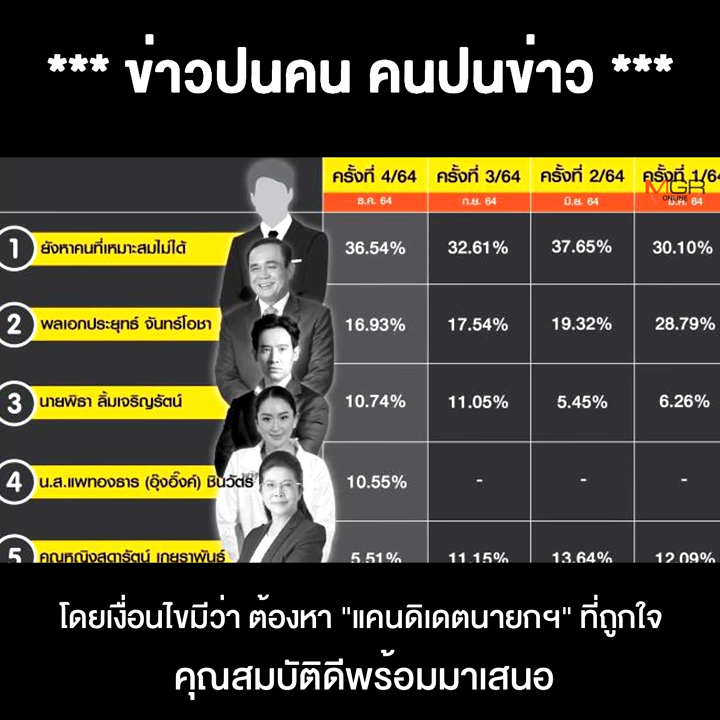 *** ข่าวปนคน คนปนข่าว ***
ครั้งที่ 4/64 ครั้งที่ 3/64 ครั้งที่ 2/64 ครั้งที่ 1/64
ธ.ค. 64 ก.ย. 64 มิ.ย. 64 มี.ค. 64
MGR
ONLINE
1 ยังหาคนที่เหมาะสมไม่ได้ 36.54% 32.61% 37.65% 30.10%
2 พลเอกประยุทธ์ จันทร์โอชา 16.93% 17.54% 19.32% 28.79%
3 นายพิธา ลิ้มเจริญรัตน์ 10.74% 11.05% 5.45% 6.26%
4 น.ส.แพทองธาร (อุ๊งอิ๊งค์) ชินวัตร 10.55% - - -
5 คุณหญิงสุดารัตน์ เกยุราพันธุ์ 5.51% 11.15% 13.64% 12.09%
โดยเงื่อนไขมีว่า ต้องหา "แคนดิเดตนายกฯ" ที่ถูกใจ
คุณสมบัติดีพร้อมมาเสนอ